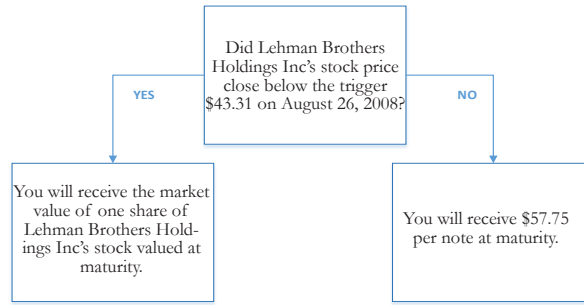 Did Lehman Brothers
Holdings Inc's stock price
close below the trigger
$43.31 on August 26, 2008?
YES
NO
You will receive the market
value of one share of
Lehman Brothers Hold-
ings Inc's stock valued at
maturity.
You will receive $57.75
per note at maturity.